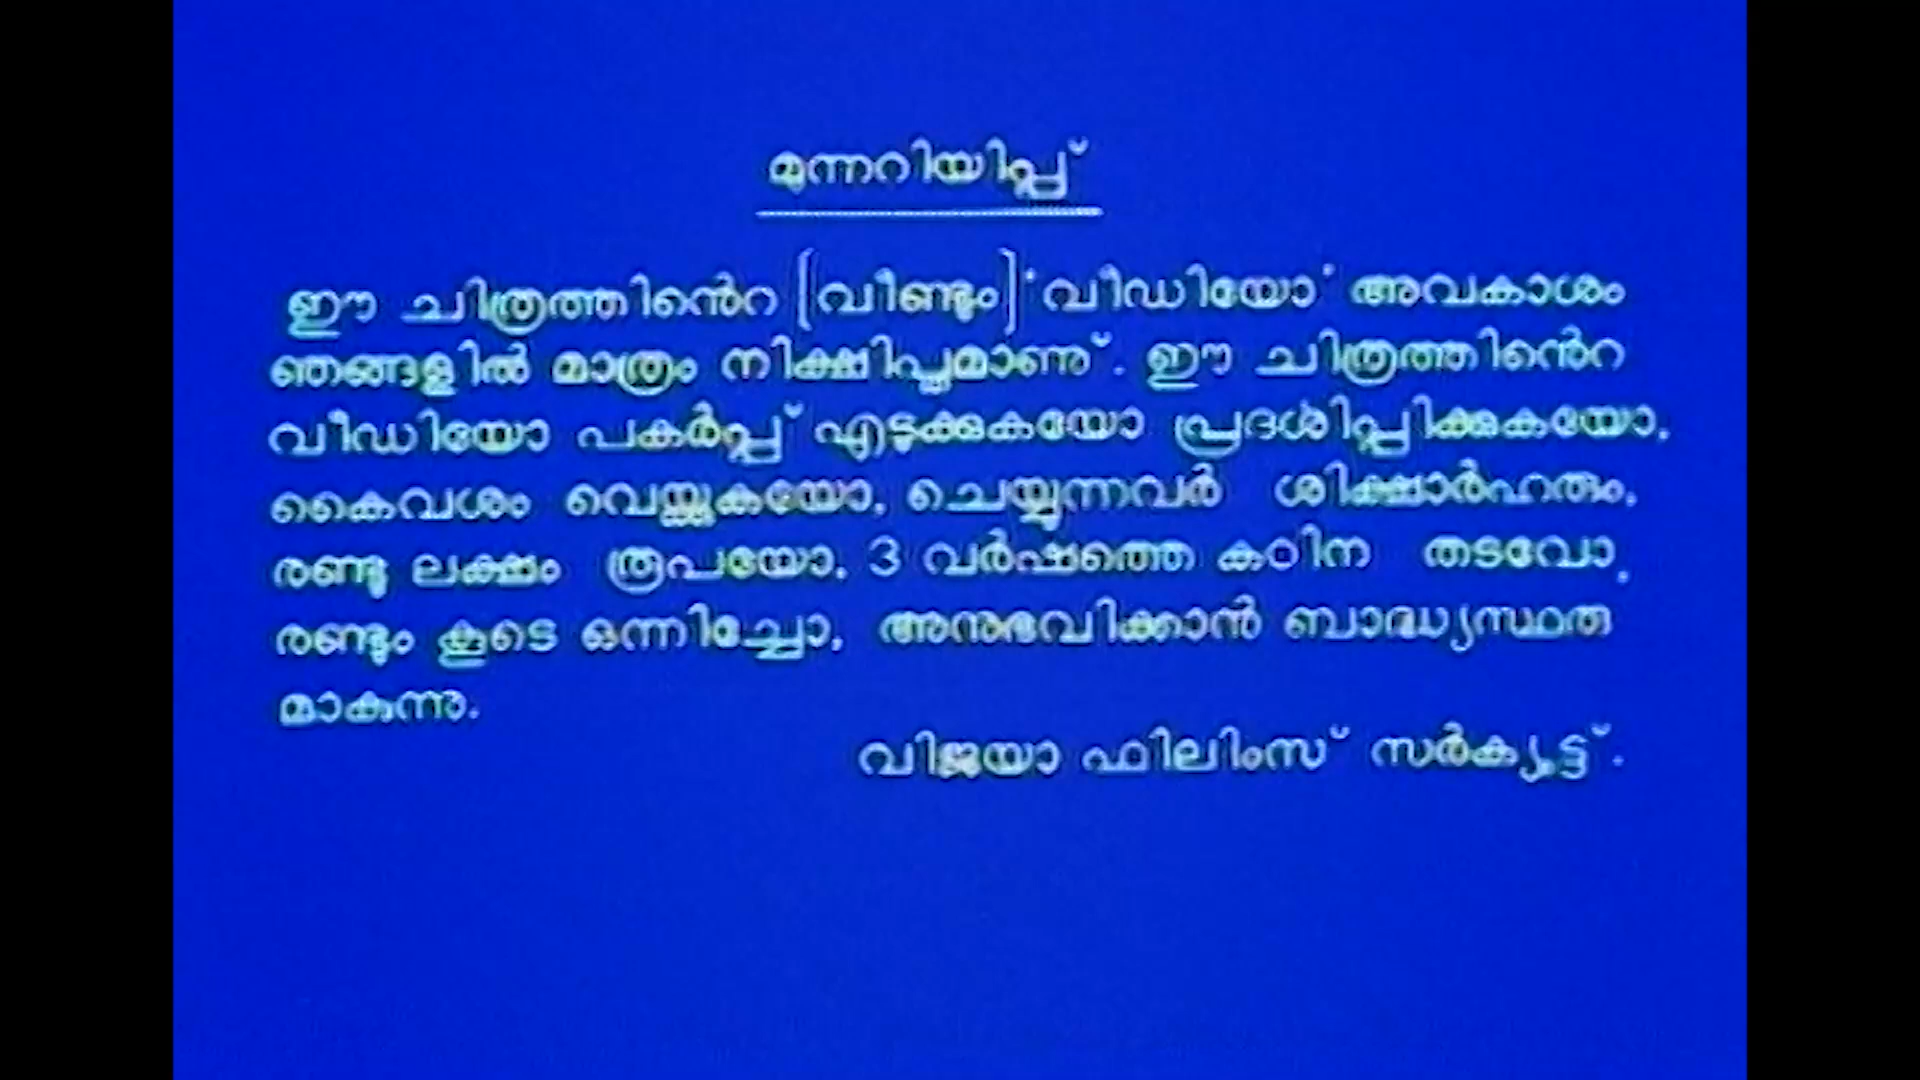 മുന്നറിയിപ്പ്
ഈ ചിത്രത്തിൻെറ (വീണ്ടും) 'വീഡിയോ' അവകാശം
ഞങ്ങളിൽ മാത്രം നിക്ഷിപ്തമാണു്. ഈ ചിത്രത്തിൻെറ
വീഡിയോ പകർപ്പ് എടുക്കുകയോ പ്രദർശിപ്പിക്കുകയോ,
കൈവശം വെയ്ക്കുകയോ, ചെയ്യുന്നവർ ശിക്ഷാർഹരും,
രണ്ടു ലക്ഷം രൂപയോ, 3 വർഷത്തെ കഠിന തടവോ,
രണ്ടും കൂടെ ഒന്നിച്ചോ, അനുഭവിക്കാൻ ബാദ്ധ്യസ്ഥരു
മാകുന്നു.
വിജയാ ഫിലിംസ് സർക്യൂട്ട്.